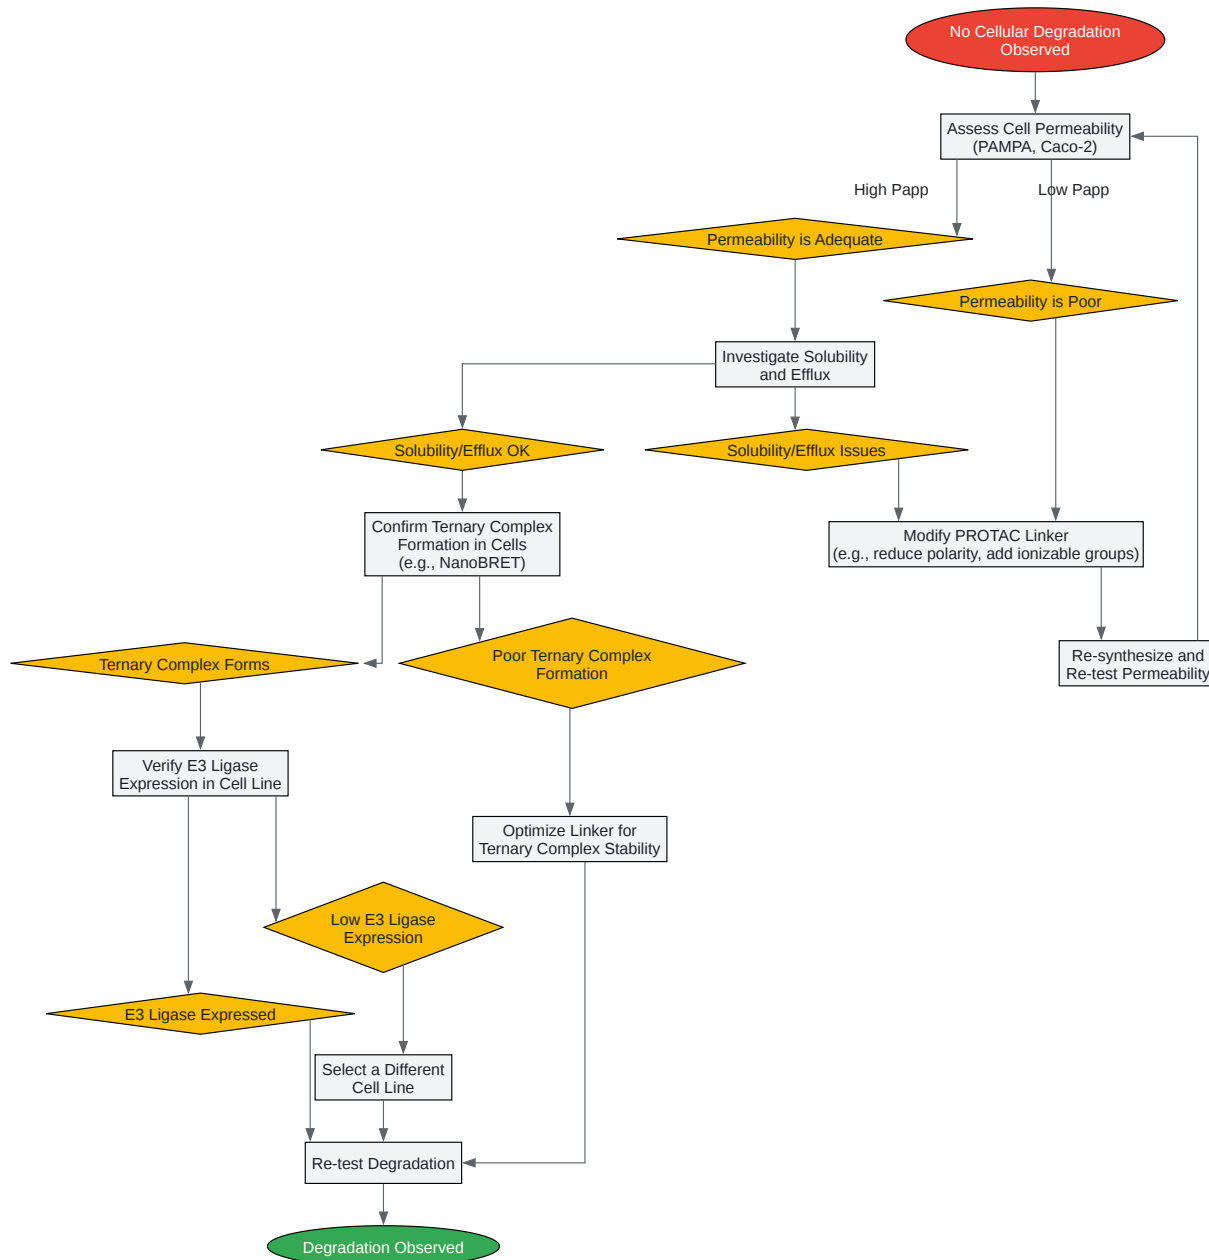 No Cellular Degradation
Observed
Assess Cell Permeability
(PAMPA, Caco-2)
High Papp
Low Papp
Permeability is Adequate
Permeability is Poor
Investigate Solubility
and Efflux
Solubility/Efflux OK
Solubility/Efflux Issues
Confirm Ternary Complex
Formation in Cells
(e.g., NanoBRET)
Modify PROTAC Linker
(e.g., reduce polarity, add ionizable groups)
Ternary Complex Forms
Poor Ternary Complex
Formation
Re-synthesize and
Re-test Permeability
Verify E3 Ligase
Expression in Cell Line
Optimize Linker for
Ternary Complex Stability
Low E3 Ligase
Expression
E3 Ligase Expressed
Select a Different
Cell Line
Re-test Degradation
Degradation Observed